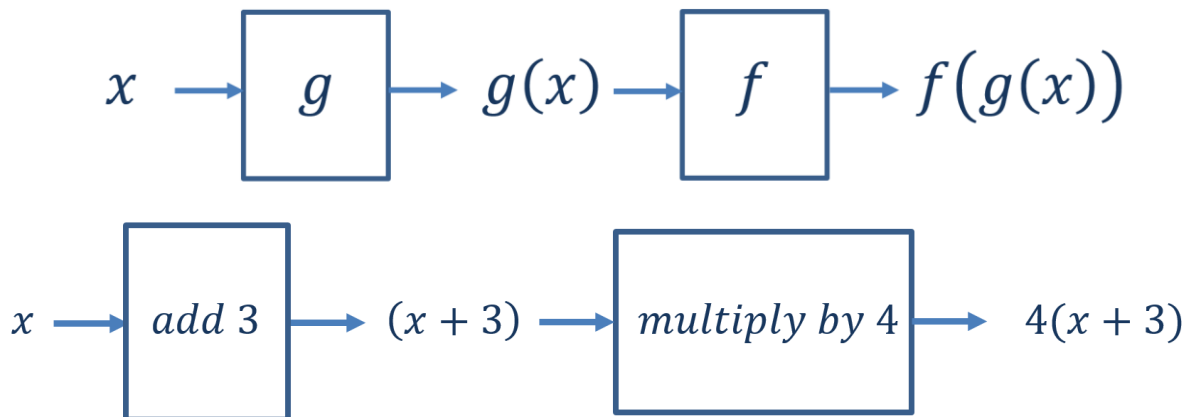 x g g(x) f f(g(x))
x add 3 (x + 3) multiply by 4 4(x + 3)